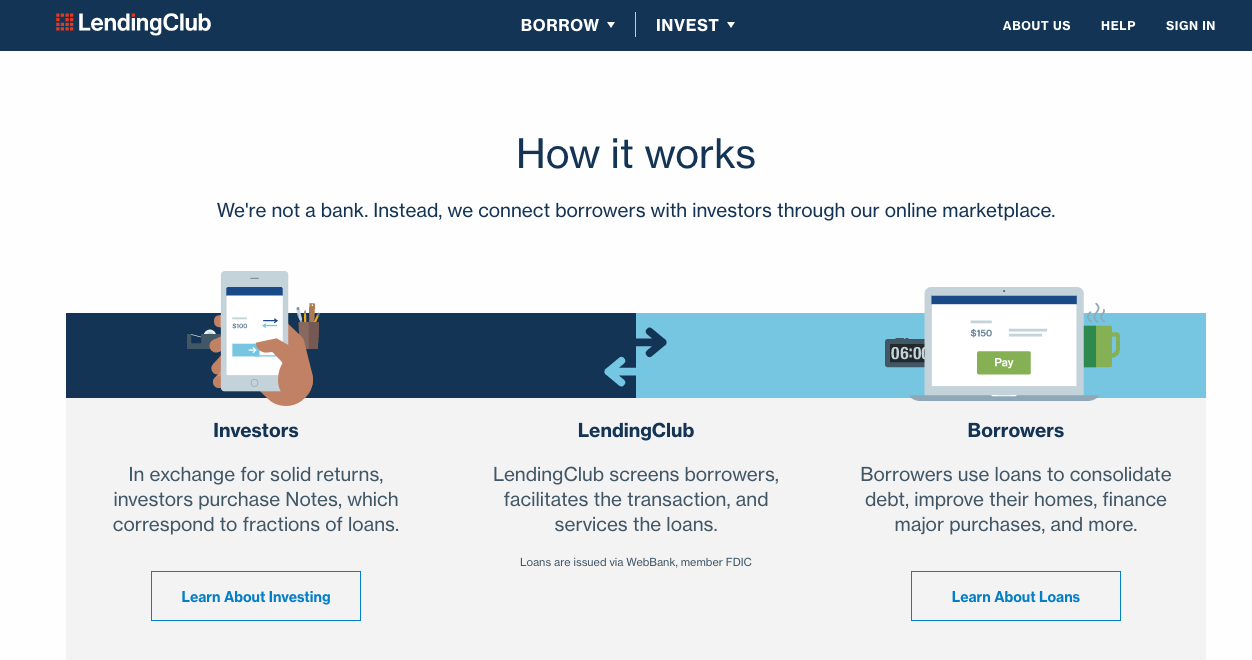 LendingClub
BORROW
INVEST
ABOUT US
HELP
SIGN IN
How it works
We're not a bank. Instead, we connect borrowers with investors through our online marketplace.
$100
06:00
$150
Pay
Investors
In exchange for solid returns,
investors purchase Notes, which
correspond to fractions of loans.
Learn About Investing
LendingClub
LendingClub screens borrowers,
facilitates the transaction, and
services the loans.
Loans are issued via WebBank, member FDIC
Borrowers
Borrowers use loans to consolidate
debt, improve their homes, finance
major purchases, and more.
Learn About Loans